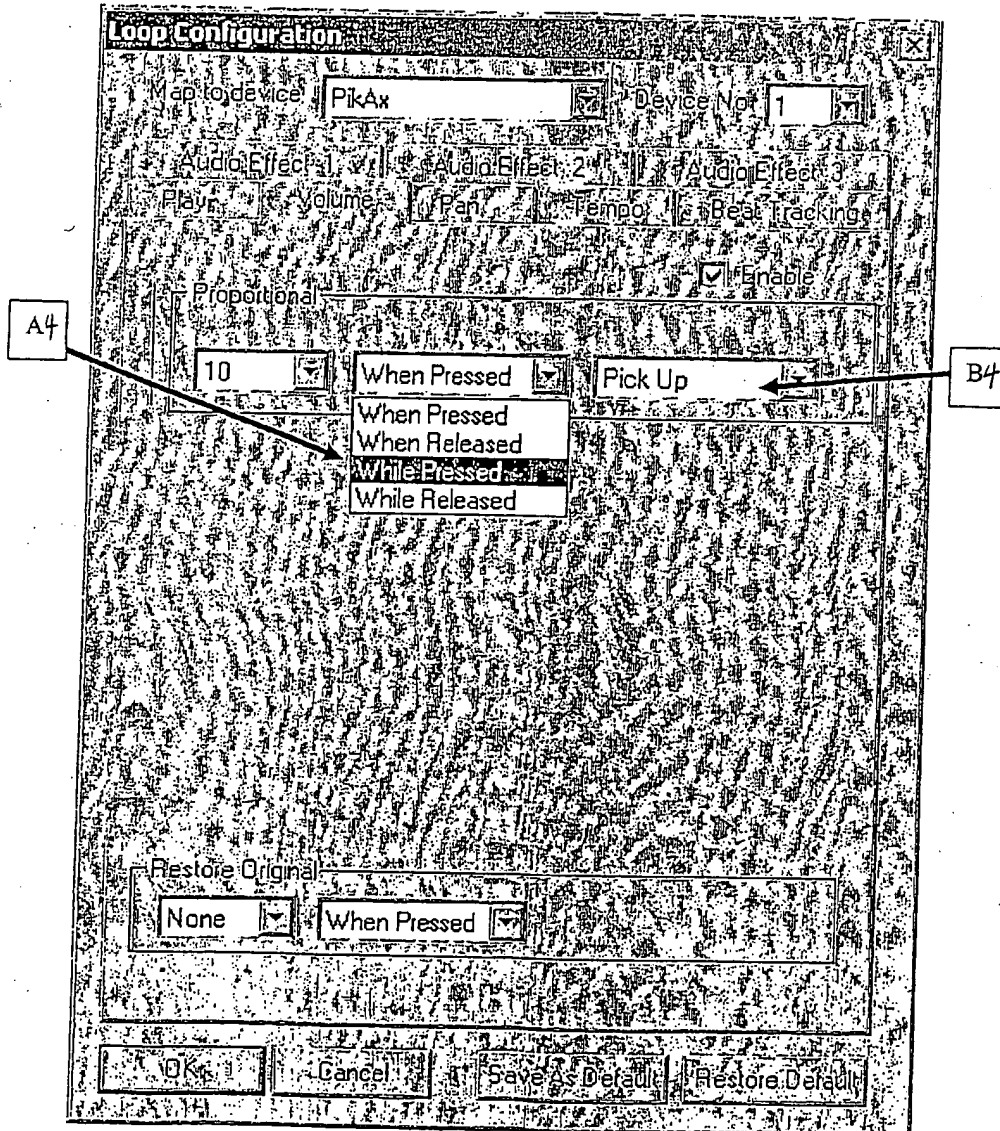 Loop Configuration
Map to device PikAx Device No 1
Audio Effect 1 Audio Effect 2 Audio Effect 3
Play Volume Pan Tempo Beat Tracking
Enable
Proportional
A4
10 When Pressed Pick Up
B4
When Pressed
When Released
While Pressed
While Released
Restore Original
None When Pressed
OK Cancel Save As Default Restore Default